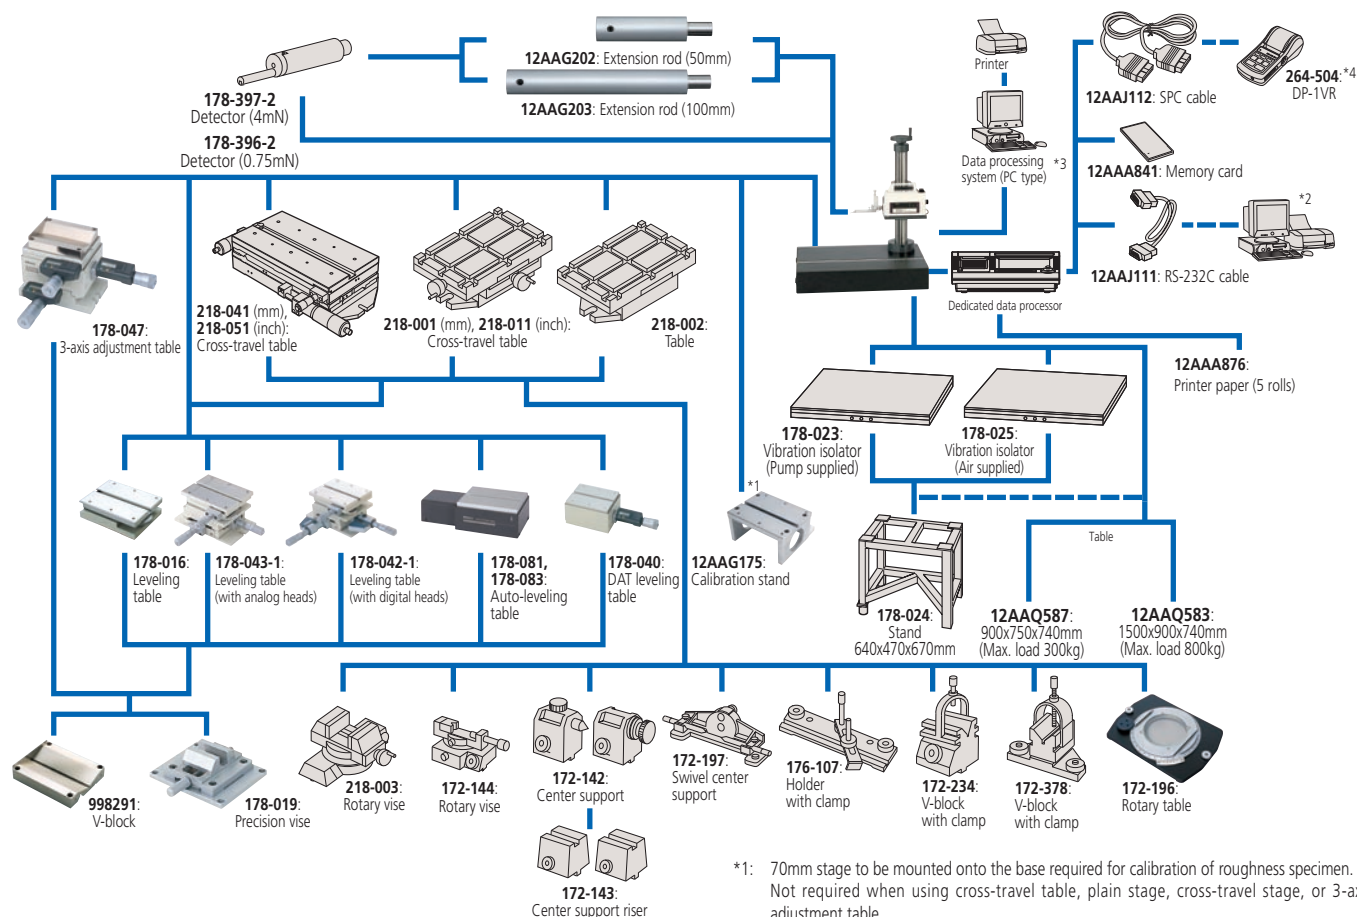 12AAG202: Extension rod (50mm)
12AAG203: Extension rod (100mm)
178-397-2
Detector (4mN)
178-396-2
Detector (0.75mN)
Printer
Data processing
system (PC type)
*3
12AAJ112: SPC cable
264-504:*4
DP-1VR
12AAA841: Memory card
*2
12AAJ111: RS-232C cable
Dedicated data processor
12AAA876:
Printer paper (5 rolls)
178-047:
3-axis adjustment table
218-041 (mm),
218-051 (inch):
Cross-travel table
218-001 (mm), 218-011 (inch):
Cross-travel table
218-002:
Table
178-023:
Vibration isolator
(Pump supplied)
178-025:
Vibration isolator
(Air supplied)
*1
178-016:
Leveling
table
178-043-1:
Leveling table
(with analog heads)
178-042-1:
Leveling table
(with digital heads)
178-081,
178-083:
Auto-leveling
table
178-040:
DAT leveling
table
12AAG175:
Calibration stand
178-024:
Stand
640x470x670mm
Table
12AAQ587:
900x750x740mm
(Max. load 300kg)
12AAQ583:
1500x900x740mm
(Max. load 800kg)
998291:
V-block
178-019:
Precision vise
218-003:
Rotary vise
172-144:
Rotary vise
172-142:
Center support
172-197:
Swivel center
support
176-107:
Holder
with clamp
172-234:
V-block
with clamp
172-378:
V-block
with clamp
172-196:
Rotary table
172-143:
Center support riser
*1: 70mm stage to be mounted onto the base required for calibration of roughness specimen.
Not required when using cross-travel table, plain stage, cross-travel stage, or 3-ax
adjustment table